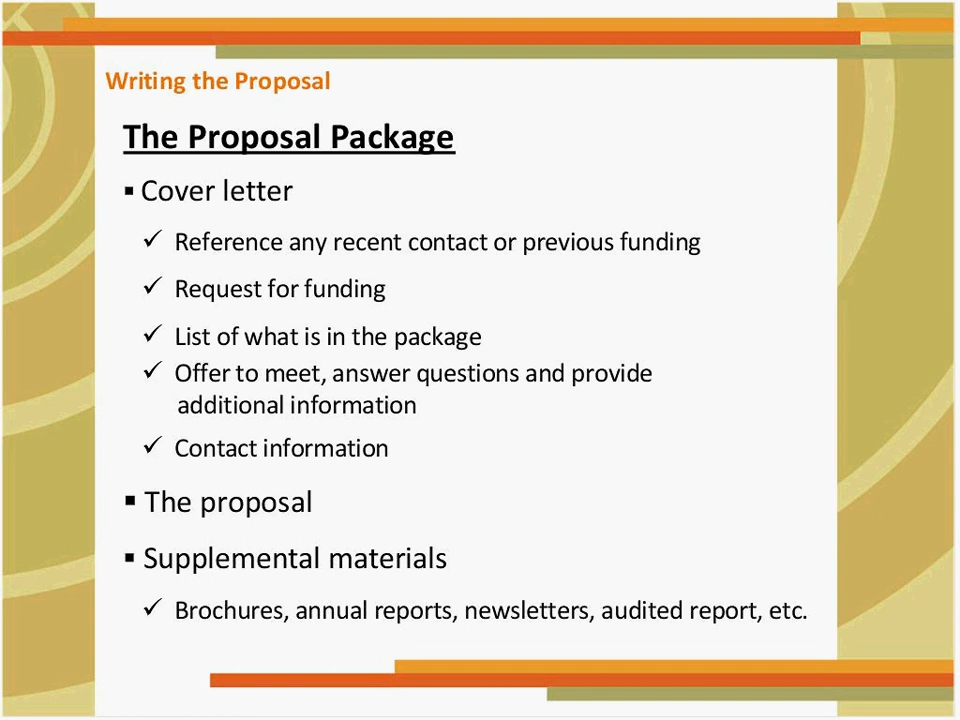 Writing the Proposal
The Proposal Package
▪ Cover letter
✓ Reference any recent contact or previous funding
✓ Request for funding
✓ List of what is in the package
✓ Offer to meet, answer questions and provide
additional information
✓ Contact information
▪ The proposal
▪ Supplemental materials
✓ Brochures, annual reports, newsletters, audited report, etc.